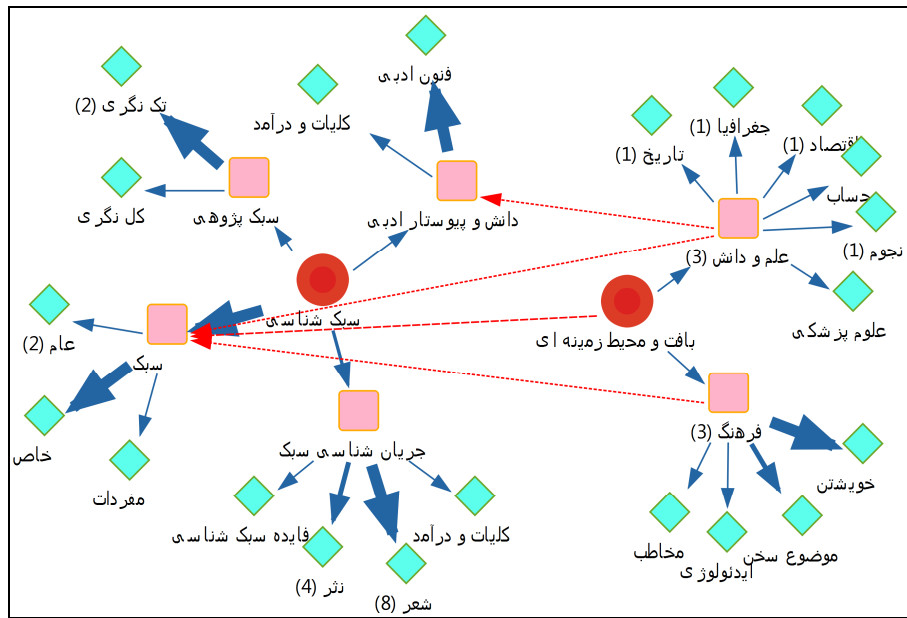 فنون ادبی
تک نگری (2)
کلیات و درآمد
جغرافیا (1)
اقتصاد (1)
تاریخ (1)
حساب
کل نگری
سبک پژوهی
دانش و پیوستار ادبی
علم و دانش (3)
نجوم (1)
سبک شناسی
بافت و محیط زمینه ای
علوم پزشکی
عام (2)
سبک
خاص
مفردات
جریان شناسی سبک
فرهنگ (3)
خویشتن
فایده سبک شناسی
کلیات و درآمد
نثر (4)
شعر (8)
مخاطب
ایدئولوژی
موضوع سخن